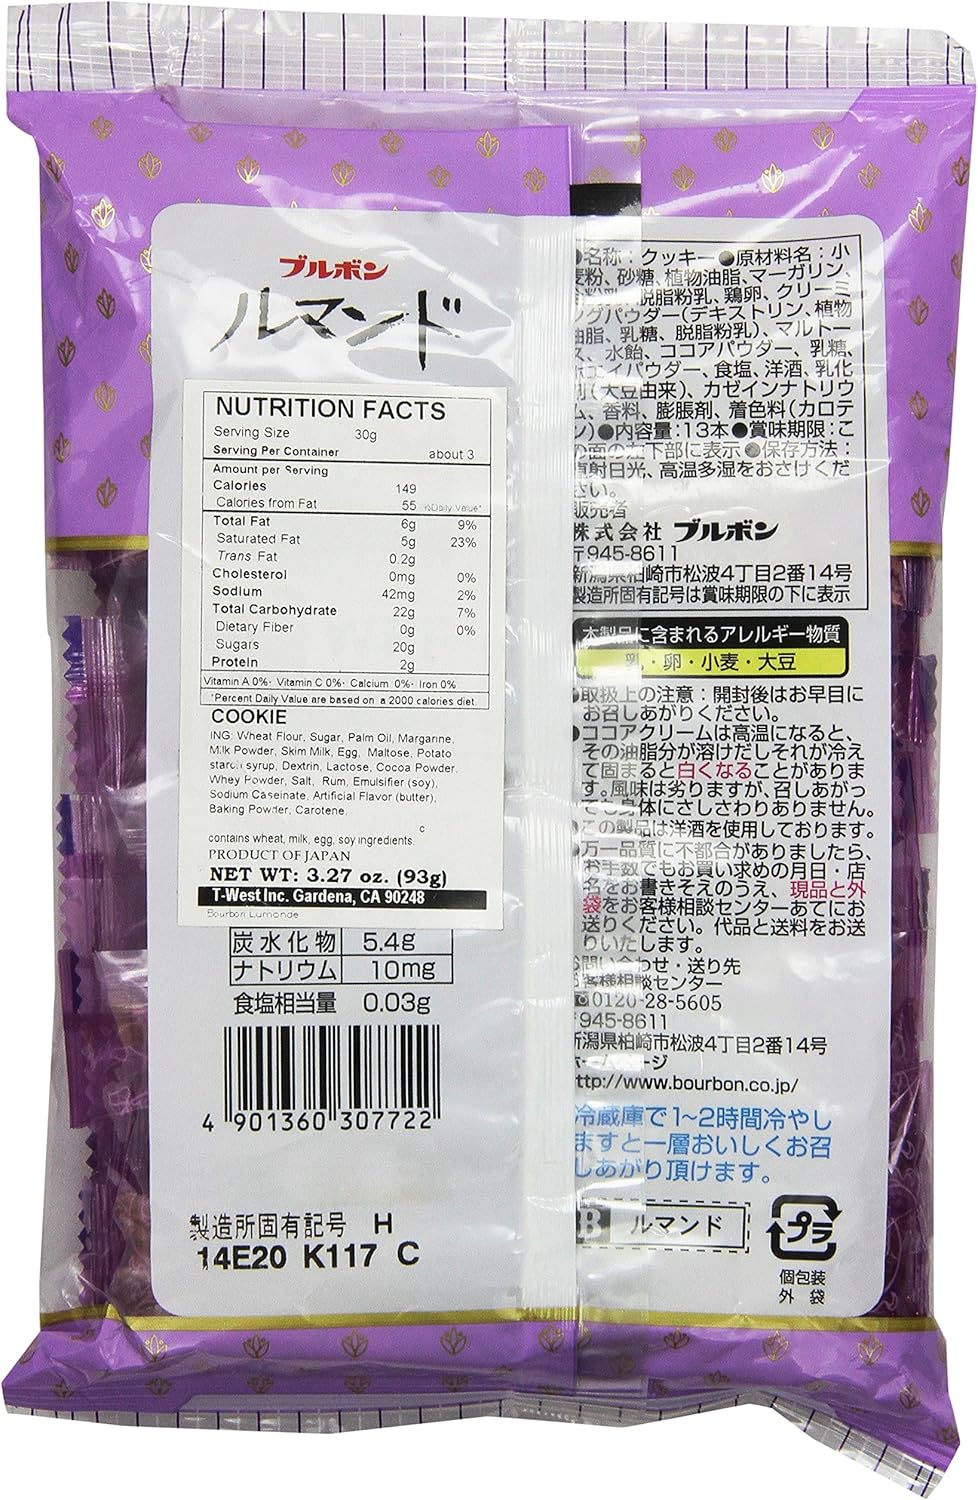 ブルボン
ルマンド
NUTRITION FACTS
Serving Size 30g
Serving Per Container about 3
Amount per Serving
Calories 149
Calories from Fat 55 %Daily Value*
Total Fat 6g 9%
Saturated Fat 5g 23%
Trans Fat 0.2g
Cholesterol 0mg 0%
Sodium 42mg 2%
Total Carbohydrate 22g 7%
Dietary Fiber 0g 0%
Sugars 20g
Protein 2g
Vitamin A 0%· Vitamin C 0%· Calcium 0%· Iron 0%
*Percent Daily Value are based on a 2000 calories diet.
COOKIE
ING: Wheat Flour, Sugar, Palm Oil, Margarine,
Milk Powder, Skim Milk, Egg, Maltose, Potato
starch syrup, Dextrin, Lactose, Cocoa Powder,
Whey Powder, Salt, Rum, Emulsifier (soy),
Sodium Caseinate, Artificial Flavor (butter),
Baking Powder, Carotene.
c
contains wheat, milk, egg, soy ingredients.
PRODUCT OF JAPAN
NET WT: 3.27 oz. (93g)
T-West Inc. Gardena, CA 90248
Bourbon Lumonde
炭水化物 5.4g
ナトリウム 10mg
食塩相当量 0.03g
4 901360 307722
製造所固有記号 H
14E20 K117 C
名称：クッキー●原材料名：小
麦粉、砂糖、植物油脂、マーガリン、
脱脂粉乳、鶏卵、クリーミ
ングパウダー(デキストリン、植物
油脂、乳糖、脱脂粉乳)、マルトー
ス、水飴、ココアパウダー、乳糖、
ホエイパウダー、食塩、洋酒、乳化
剤(大豆由来)、カゼインナトリウ
ム、香料、膨脹剤、着色料(カロテ
ン)●内容量：13本●賞味期限：こ
の面の左下部に表示●保存方法：
直射日光、高温多湿をおさけくだ
さい。
販売者
株式会社 ブルボン
〒945-8611
新潟県柏崎市松波4丁目2番14号
製造所固有記号は賞味期限の下に表示
本製品に含まれるアレルギー物質
乳・卵・小麦・大豆
●取扱上の注意：開封後はお早目に
お召しあがりください。
●ココアクリームは高温になると、
その油脂分が溶けだしそれが冷え
て固まると白くなることがありま
す。風味は劣りますが、召しあがっ
ても身体にさしさわりありません。
●この製品は洋酒を使用しております。
●万一品質に不都合がありましたら、
お手数でもお買い求めの月日・店
名をお書きそえのうえ、現品と外
袋をお客様相談センターあてにお
送りください。代品と送料をお送
りいたします。
お問い合わせ・送り先
お客様相談センター
☎0120-28-5605
〒945-8611
新潟県柏崎市松波4丁目2番14号
ホームページ
http://www.bourbon.co.jp/
冷蔵庫で1~2時間冷やし
ますと一層おいしくお召
しあがり頂けます。
B ルマンド
プラ
個包装
外 袋